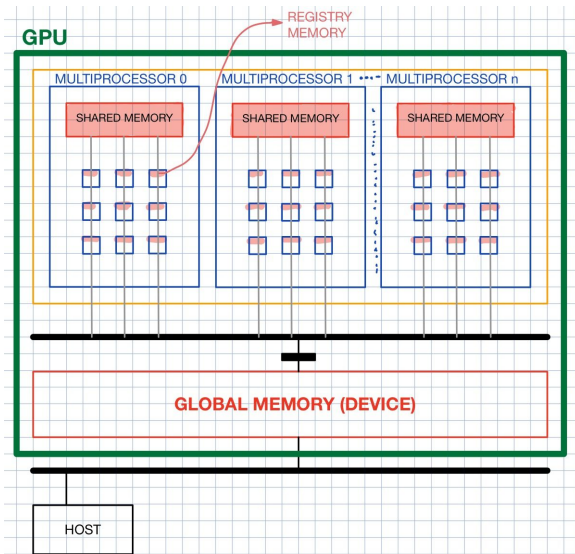 REGISTRY
MEMORY
GPU
MULTIPROCESSOR 0
MULTIPROCESSOR 1
MULTIPROCESSOR n
SHARED MEMORY
SHARED MEMORY
SHARED MEMORY
GLOBAL MEMORY (DEVICE)
HOST